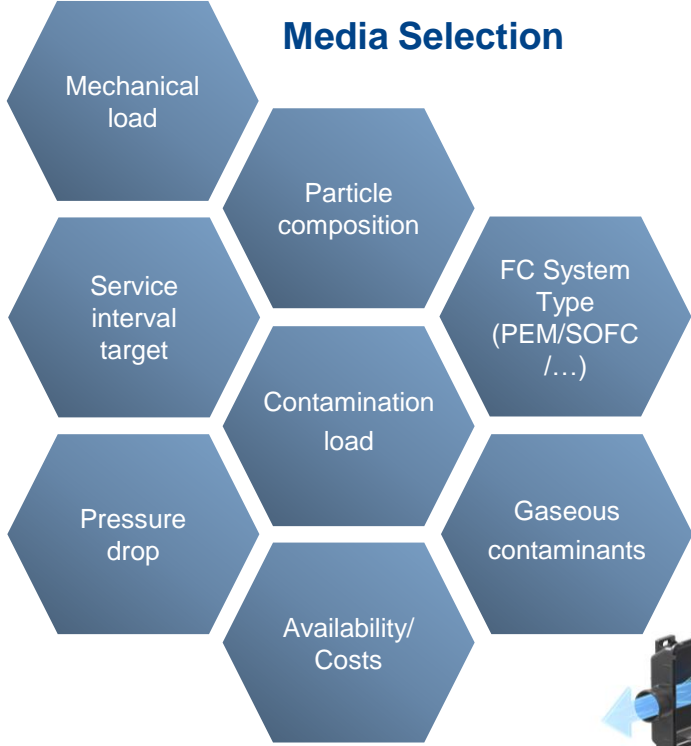 Media Selection
Mechanical
load
Particle
composition
FC System
Type
(PEM/SOFC
/…)
Service
interval
target
Contamination
load
Gaseous
contaminants
Pressure
drop
Availability/
Costs